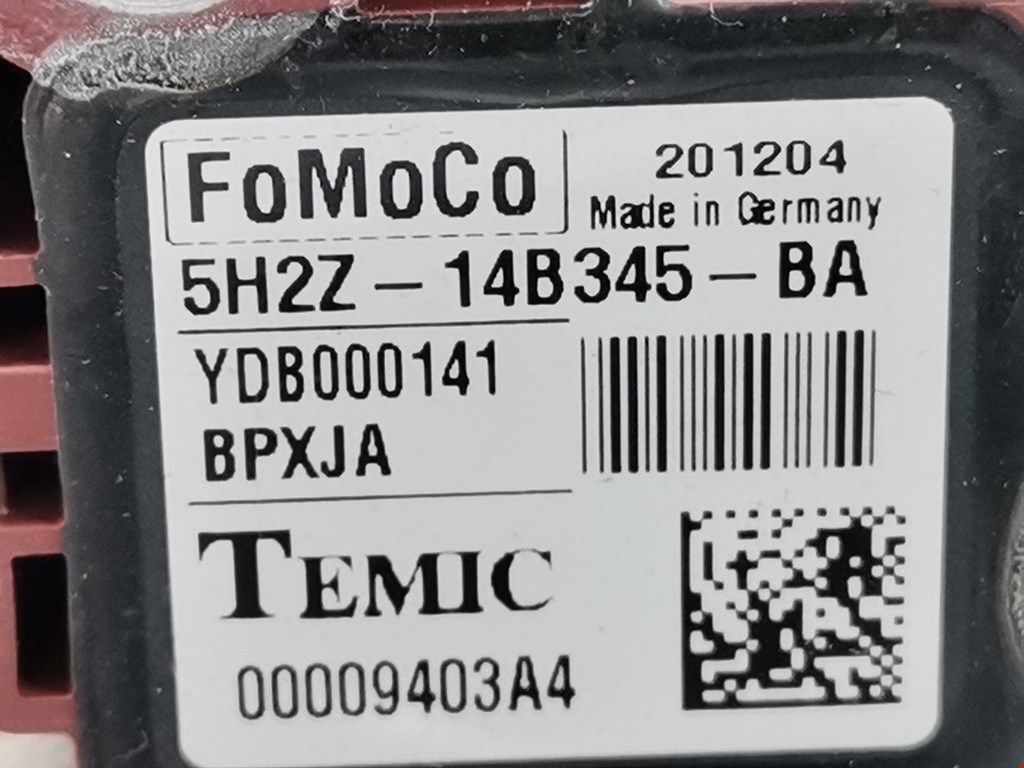 FoMoCo
201204
Made in Germany
5H2Z-14B345-BA
YDB000141
BPXJA
TEMIC
00009403A4